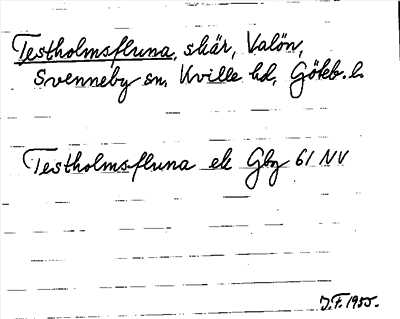 Testholmsfluna, skär, Valön,
Svenneby sn, Kville hd, Göteb. l.
Testholmsfluna ek Gbg 61 NV
J.F. 1955.